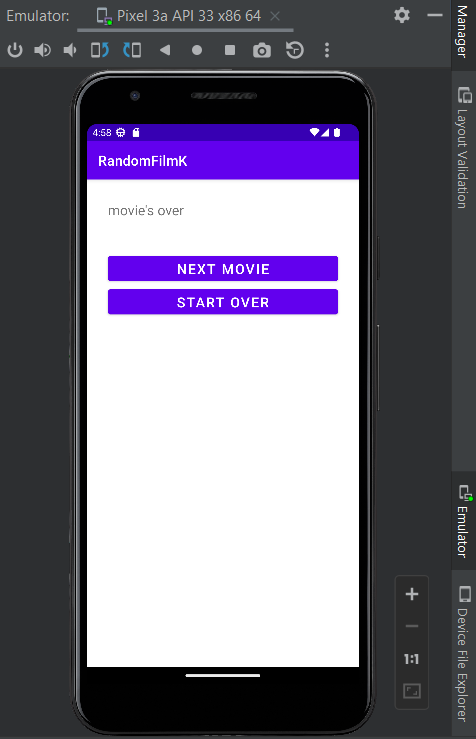 Emulator: Pixel 3a API 33 x86 64
4:58
RandomFilmK
movie's over
NEXT MOVIE
START OVER
1:1
Manager
Layout Validation
Emulator
Device File Explorer